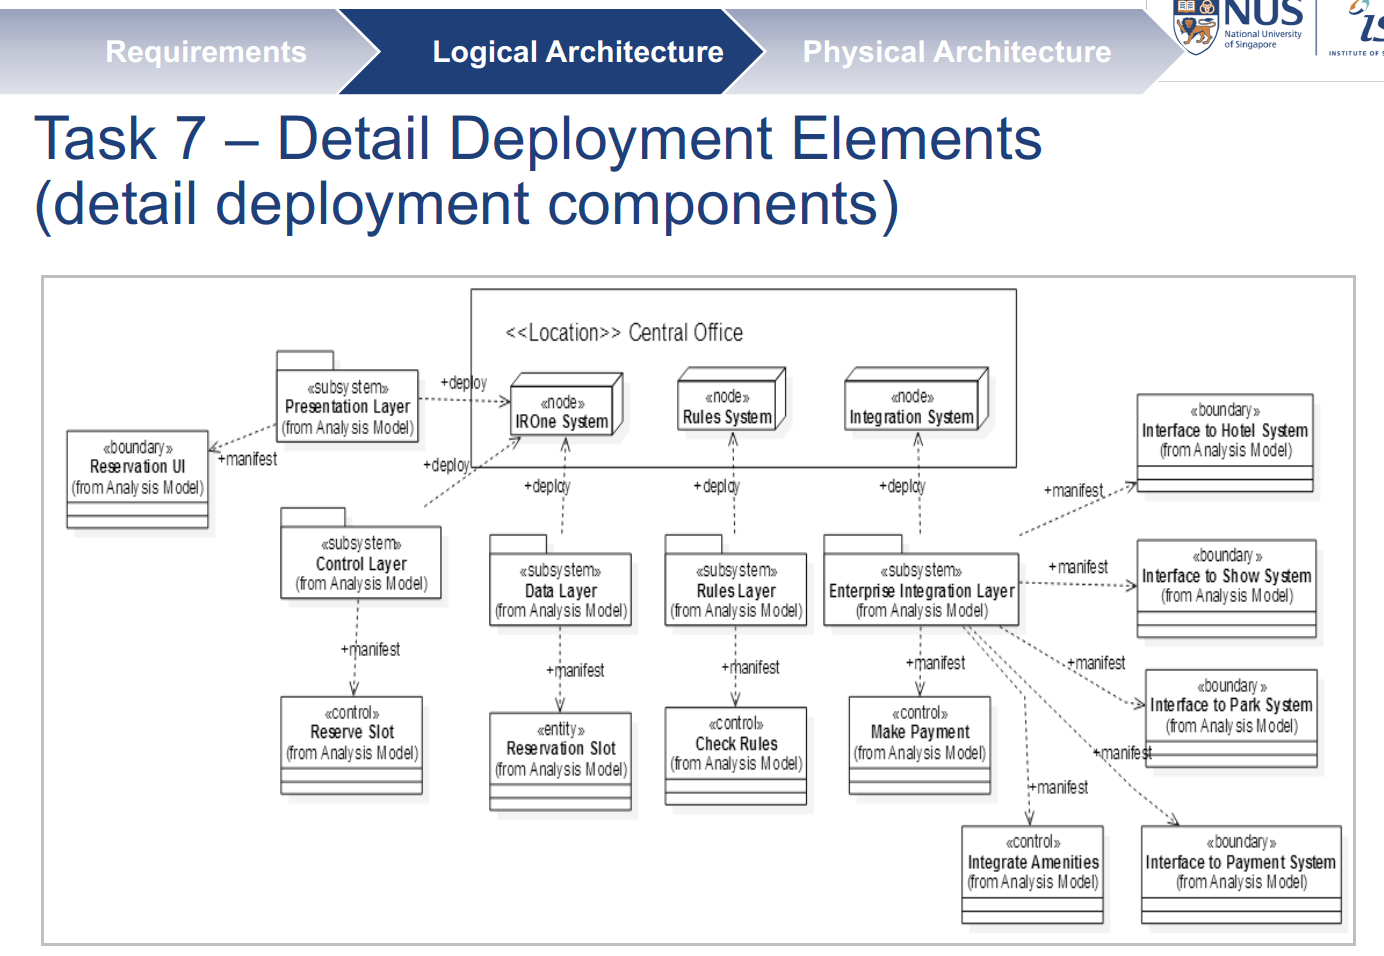 Requirements
Logical Architecture
Physical Architecture
NUS
National University
of Singapore
INSTITUTE OF S
Task 7 – Detail Deployment Elements
(detail deployment components)
<<Location>> Central Office
«subsystem»
Presentation Layer
(from Analysis Model)
+deploy
«node»
IROne System
«node»
Rules System
«node»
Integration System
«boundary»
Reservation UI
(from Analysis Model)
+manifest
+deploy
+deploy
+deploy
+deploy
«boundary»
Interface to Hotel System
(from Analysis Model)
+manifest
«subsystem»
Control Layer
(from Analysis Model)
«subsystem»
Data Layer
(from Analysis Model)
«subsystem»
Rules Layer
(from Analysis Model)
«subsystem»
Enterprise Integration Layer
(from Analysis Model)
+manifest
«boundary»
Interface to Show System
(from Analysis Model)
+manifest
+manifest
+manifest
+manifest
+manifest
«boundary»
Interface to Park System
(from Analysis Model)
«control»
Reserve Slot
(from Analysis Model)
«entity»
Reservation Slot
(from Analysis Model)
«control»
Check Rules
(from Analysis Model)
«control»
Make Payment
(from Analysis Model)
+manifest
+manifest
«control»
Integrate Amenities
(from Analysis Model)
«boundary»
Interface to Payment System
(from Analysis Model)